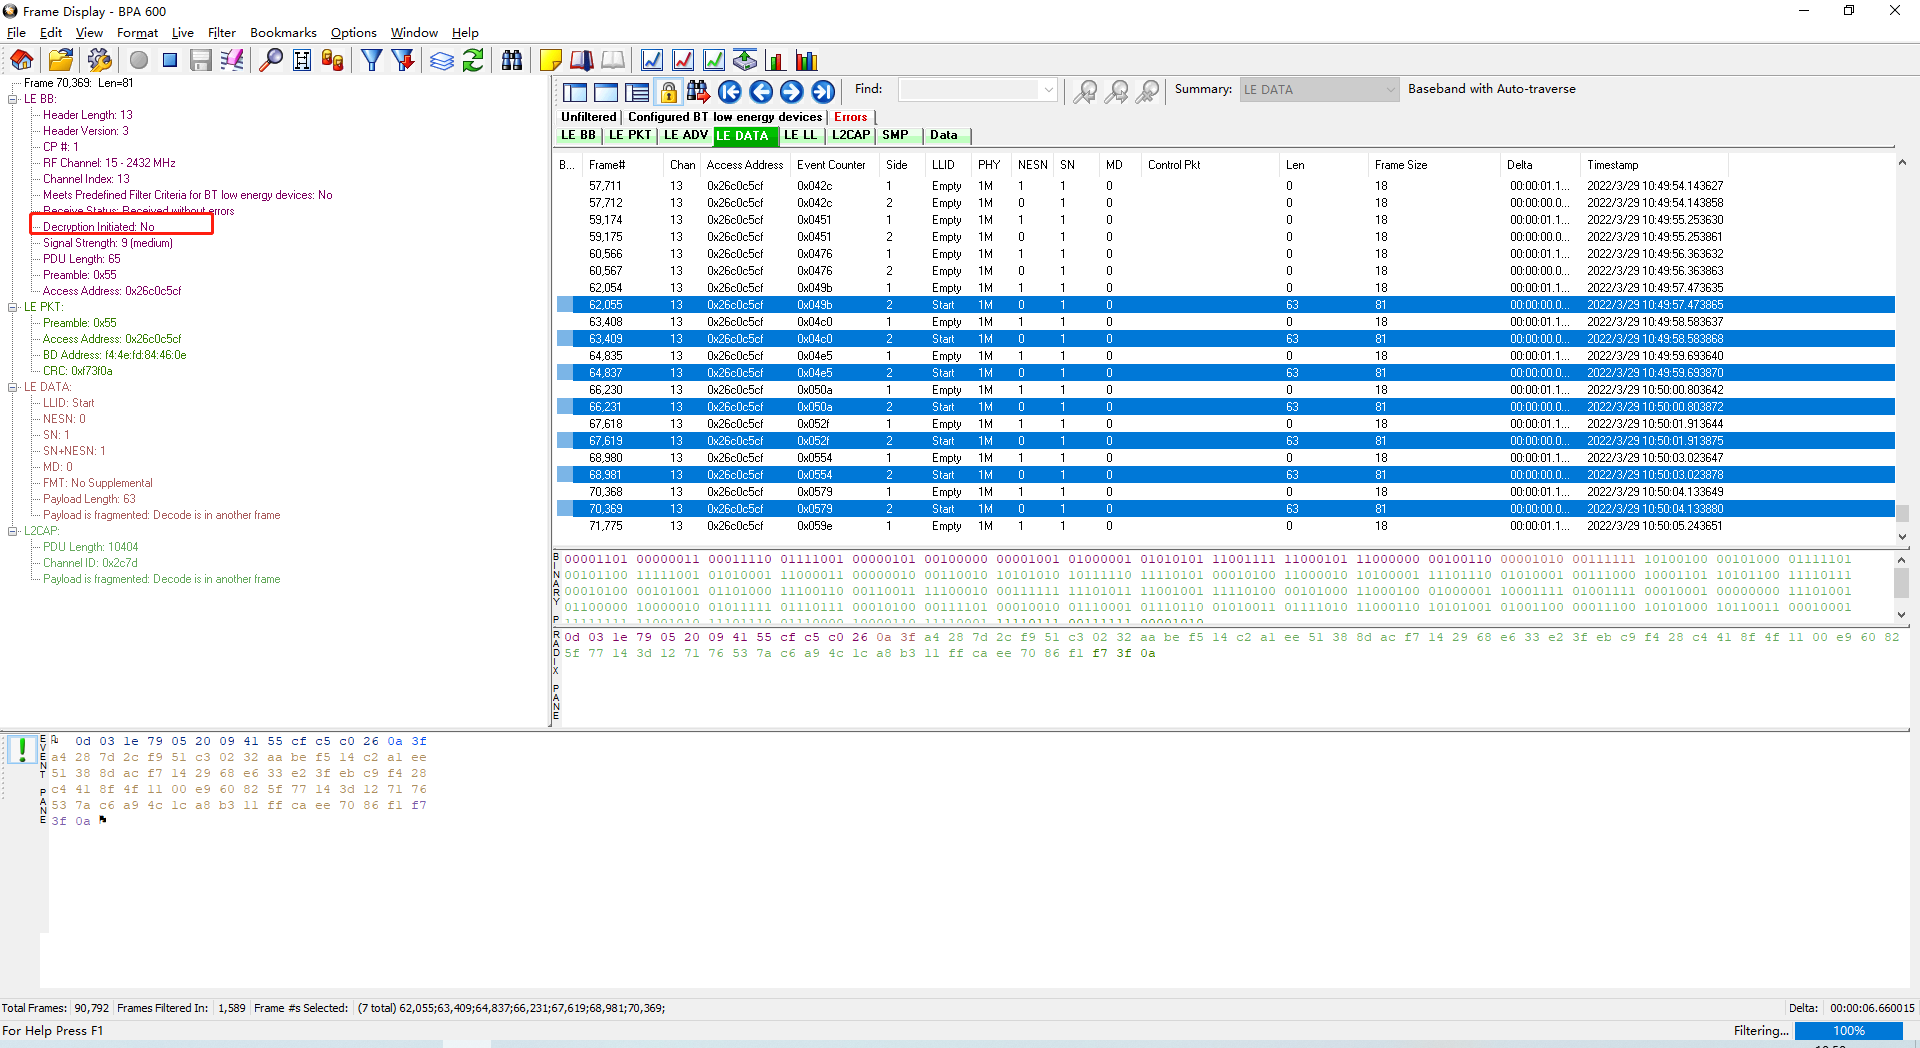 Frame Display - BPA 600
File Edit View Format Live Filter Bookmarks Options Window Help
Frame 70,369: Len=81
LE BB:
Header Length: 13
Header Version: 3
CP #: 1
RF Channel: 15 - 2432 MHz
Channel Index: 13
Meets Predefined Filter Criteria for BT low energy devices: No
Receive Status: Received without errors
Decryption Initiated: No
Signal Strength: 9 (medium)
PDU Length: 65
Preamble: 0x55
Access Address: 0x26c0c5cf
LE PKT:
Preamble: 0x55
Access Address: 0x26c0c5cf
BD Address: f4:4e:fd:84:46:0e
CRC: 0xf73f0a
LE DATA:
LLID: Start
NESN: 0
SN: 1
SN+NESN: 1
MD: 0
FMT: No Supplemental
Payload Length: 63
Payload is fragmented: Decode is in another frame
L2CAP:
PDU Length: 10404
Channel ID: 0x2c7d
Payload is fragmented: Decode is in another frame
Find: Summary: LE DATA Baseband with Auto-traverse
Unfiltered Configured BT low energy devices Errors
LE BB LE PKT LE ADV LE DATA LE LL L2CAP SMP Data
B... Frame# Chan Access Address Event Counter Side LLID PHY NESN SN MD Control Pkt Len Frame Size Delta Timestamp
57,711 13 0x26c0c5cf 0x042c 1 Empty 1M 1 1 0 0 18 00:00:01.1... 2022/3/29 10:49:54.143627
57,712 13 0x26c0c5cf 0x042c 2 Empty 1M 0 1 0 0 18 00:00:00.0... 2022/3/29 10:49:54.143858
59,174 13 0x26c0c5cf 0x0451 1 Empty 1M 1 1 0 0 18 00:00:01.1... 2022/3/29 10:49:55.253630
59,175 13 0x26c0c5cf 0x0451 2 Empty 1M 0 1 0 0 18 00:00:00.0... 2022/3/29 10:49:55.253861
60,566 13 0x26c0c5cf 0x0476 1 Empty 1M 1 1 0 0 18 00:00:01.1... 2022/3/29 10:49:56.363632
60,567 13 0x26c0c5cf 0x0476 2 Empty 1M 0 1 0 0 18 00:00:00.0... 2022/3/29 10:49:56.363863
62,054 13 0x26c0c5cf 0x049b 1 Empty 1M 1 1 0 0 18 00:00:01.1... 2022/3/29 10:49:57.473635
62,055 13 0x26c0c5cf 0x049b 2 Start 1M 0 1 0 63 81 00:00:00.0... 2022/3/29 10:49:57.473865
63,408 13 0x26c0c5cf 0x04c0 1 Empty 1M 1 1 0 0 18 00:00:01.1... 2022/3/29 10:49:58.583637
63,409 13 0x26c0c5cf 0x04c0 2 Start 1M 0 1 0 63 81 00:00:00.0... 2022/3/29 10:49:58.583868
64,835 13 0x26c0c5cf 0x04e5 1 Empty 1M 1 1 0 0 18 00:00:01.1... 2022/3/29 10:49:59.693640
64,837 13 0x26c0c5cf 0x04e5 2 Start 1M 0 1 0 63 81 00:00:00.0... 2022/3/29 10:49:59.693870
66,230 13 0x26c0c5cf 0x050a 1 Empty 1M 1 1 0 0 18 00:00:01.1... 2022/3/29 10:50:00.803642
66,231 13 0x26c0c5cf 0x050a 2 Start 1M 0 1 0 63 81 00:00:00.0... 2022/3/29 10:50:00.803872
67,618 13 0x26c0c5cf 0x052f 1 Empty 1M 1 1 0 0 18 00:00:01.1... 2022/3/29 10:50:01.913644
67,619 13 0x26c0c5cf 0x052f 2 Start 1M 0 1 0 63 81 00:00:00.0... 2022/3/29 10:50:01.913875
68,980 13 0x26c0c5cf 0x0554 1 Empty 1M 1 1 0 0 18 00:00:01.1... 2022/3/29 10:50:03.023647
68,981 13 0x26c0c5cf 0x0554 2 Start 1M 0 1 0 63 81 00:00:00.0... 2022/3/29 10:50:03.023878
70,368 13 0x26c0c5cf 0x0579 1 Empty 1M 1 1 0 0 18 00:00:01.1... 2022/3/29 10:50:04.133649
70,369 13 0x26c0c5cf 0x0579 2 Start 1M 0 1 0 63 81 00:00:00.0... 2022/3/29 10:50:04.133880
71,775 13 0x26c0c5cf 0x059e 1 Empty 1M 1 1 0 0 18 00:00:01.1... 2022/3/29 10:50:05.243651
BINARY P
00001101 00000011 00011110 01111001 00000101 00100000 00001001 01000001 01010101 11001111 11000101 11000000 00100110 00001010 00111111 10100100 00101000 01111101
00101100 11111001 01010001 11000011 00000010 00110010 10101010 10111110 11110101 00010100 11000010 10100001 11101110 01010001 00111000 10001101 10101100 11110111
00010100 00101001 01101000 11100110 00110011 11100010 00111111 11101011 11001001 11110100 00101000 11000100 01000001 10001111 01001111 00010001 00000000 11101001
01100000 10000010 01011111 01110111 00010100 00111101 00010010 01110001 01110110 01010011 01111010 11000110 10101001 01001100 00011100 10101000 10110011 00010001
11111111 11001010 11101110 01110000 10000110 11110001 11110111 00111111 00001010
RADIX PANE
0d 03 1e 79 05 20 09 41 55 cf c5 c0 26 0a 3f a4 28 7d 2c f9 51 c3 02 32 aa be f5 14 c2 a1 ee 51 38 8d ac f7 14 29 68 e6 33 e2 3f eb c9 f4 28 c4 41 8f 4f 11 00 e9 60 82
5f 77 14 3d 12 71 76 53 7a c6 a9 4c 1c a8 b3 11 ff ca ee 70 86 f1 f7 3f 0a
EVENT PANE
0d 03 1e 79 05 20 09 41 55 cf c5 c0 26 0a 3f
a4 28 7d 2c f9 51 c3 02 32 aa be f5 14 c2 a1 ee
51 38 8d ac f7 14 29 68 e6 33 e2 3f eb c9 f4 28
c4 41 8f 4f 11 00 e9 60 82 5f 77 14 3d 12 71 76
53 7a c6 a9 4c 1c a8 b3 11 ff ca ee 70 86 f1 f7
3f 0a
Total Frames: 90,792 Frames Filtered In: 1,589 Frame #s Selected: (7 total) 62,055;63,409;64,837;66,231;67,619;68,981;70,369; Delta: 00:00:06.660015
For Help Press F1 Filtering... 100%